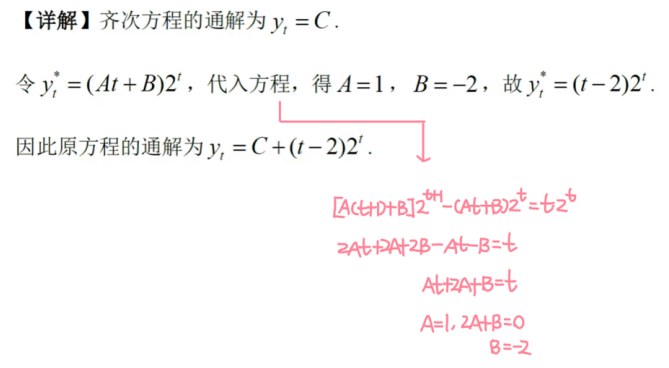 【详解】齐次方程的通解为 y_t = C .
令 y_t^* = (At + B)2^t ，代入方程，得 A = 1 ， B = −2 ，故 y_t^* = (t − 2)2^t .
因此原方程的通解为 y_t = C + (t − 2)2^t .
[A(t+1)+B]2^{t+1}-(At+B)2^t=t2^t
2At+2A+2B-At-B=t
At+2A+B=t
A=1, 2A+B=0
B=-2